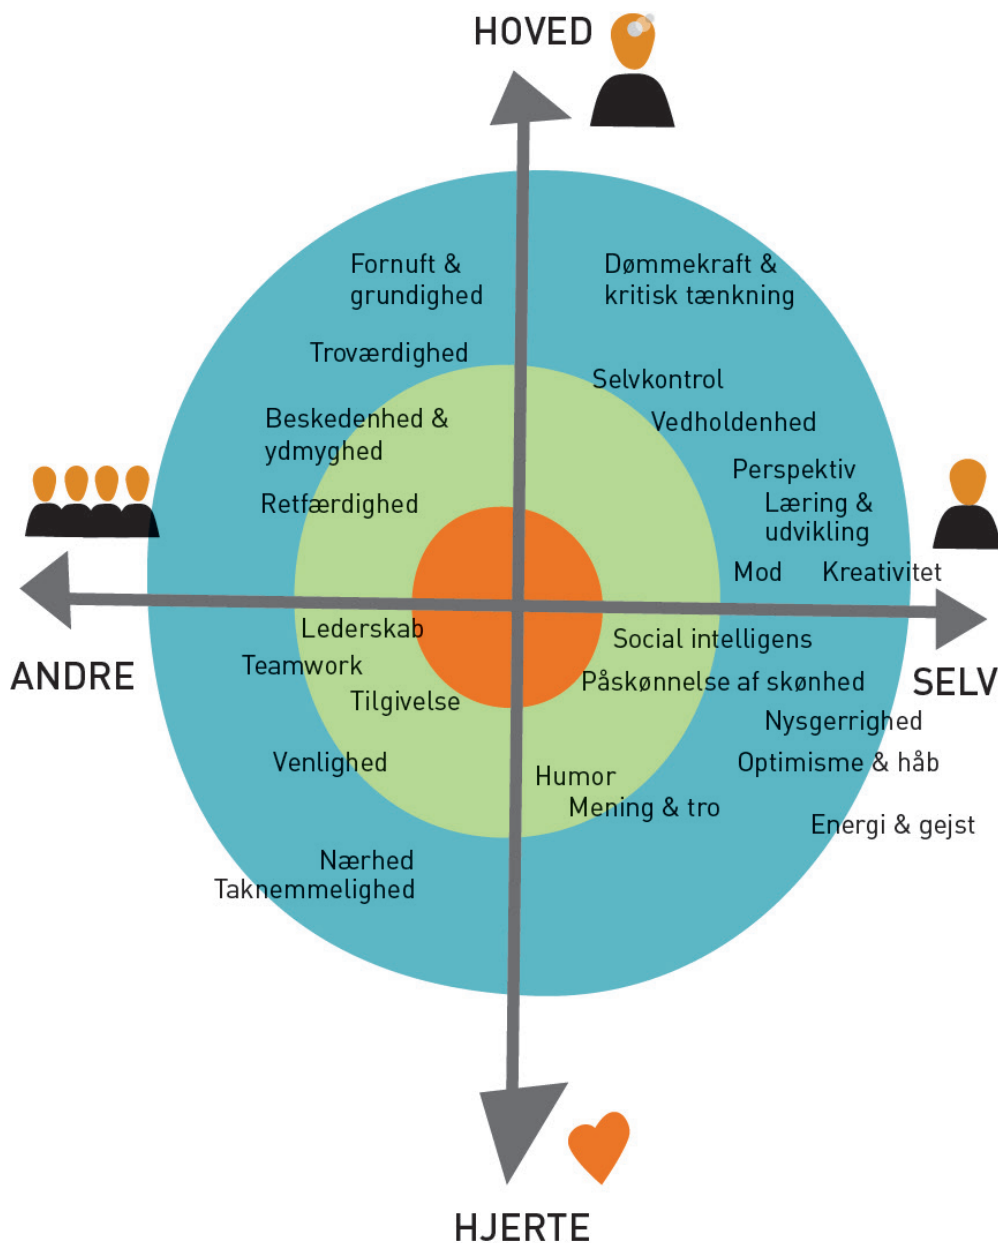 HOVED
Fornuft &
grundighed
Dømmekraft &
kritisk tænkning
Troværdighed
Selvkontrol
Beskedenhed &
ydmyghed
Vedholdenhed
Perspektiv
Retfærdighed
Læring &
udvikling
Mod
Kreativitet
Lederskab
Social intelligens
Teamwork
ANDRE
Påskønnelse af skønhed
SELV
Tilgivelse
Nysgerrighed
Venlighed
Optimisme & håb
Humor
Mening & tro
Energi & gejst
Nærhed
Taknemmelighed
HJERTE